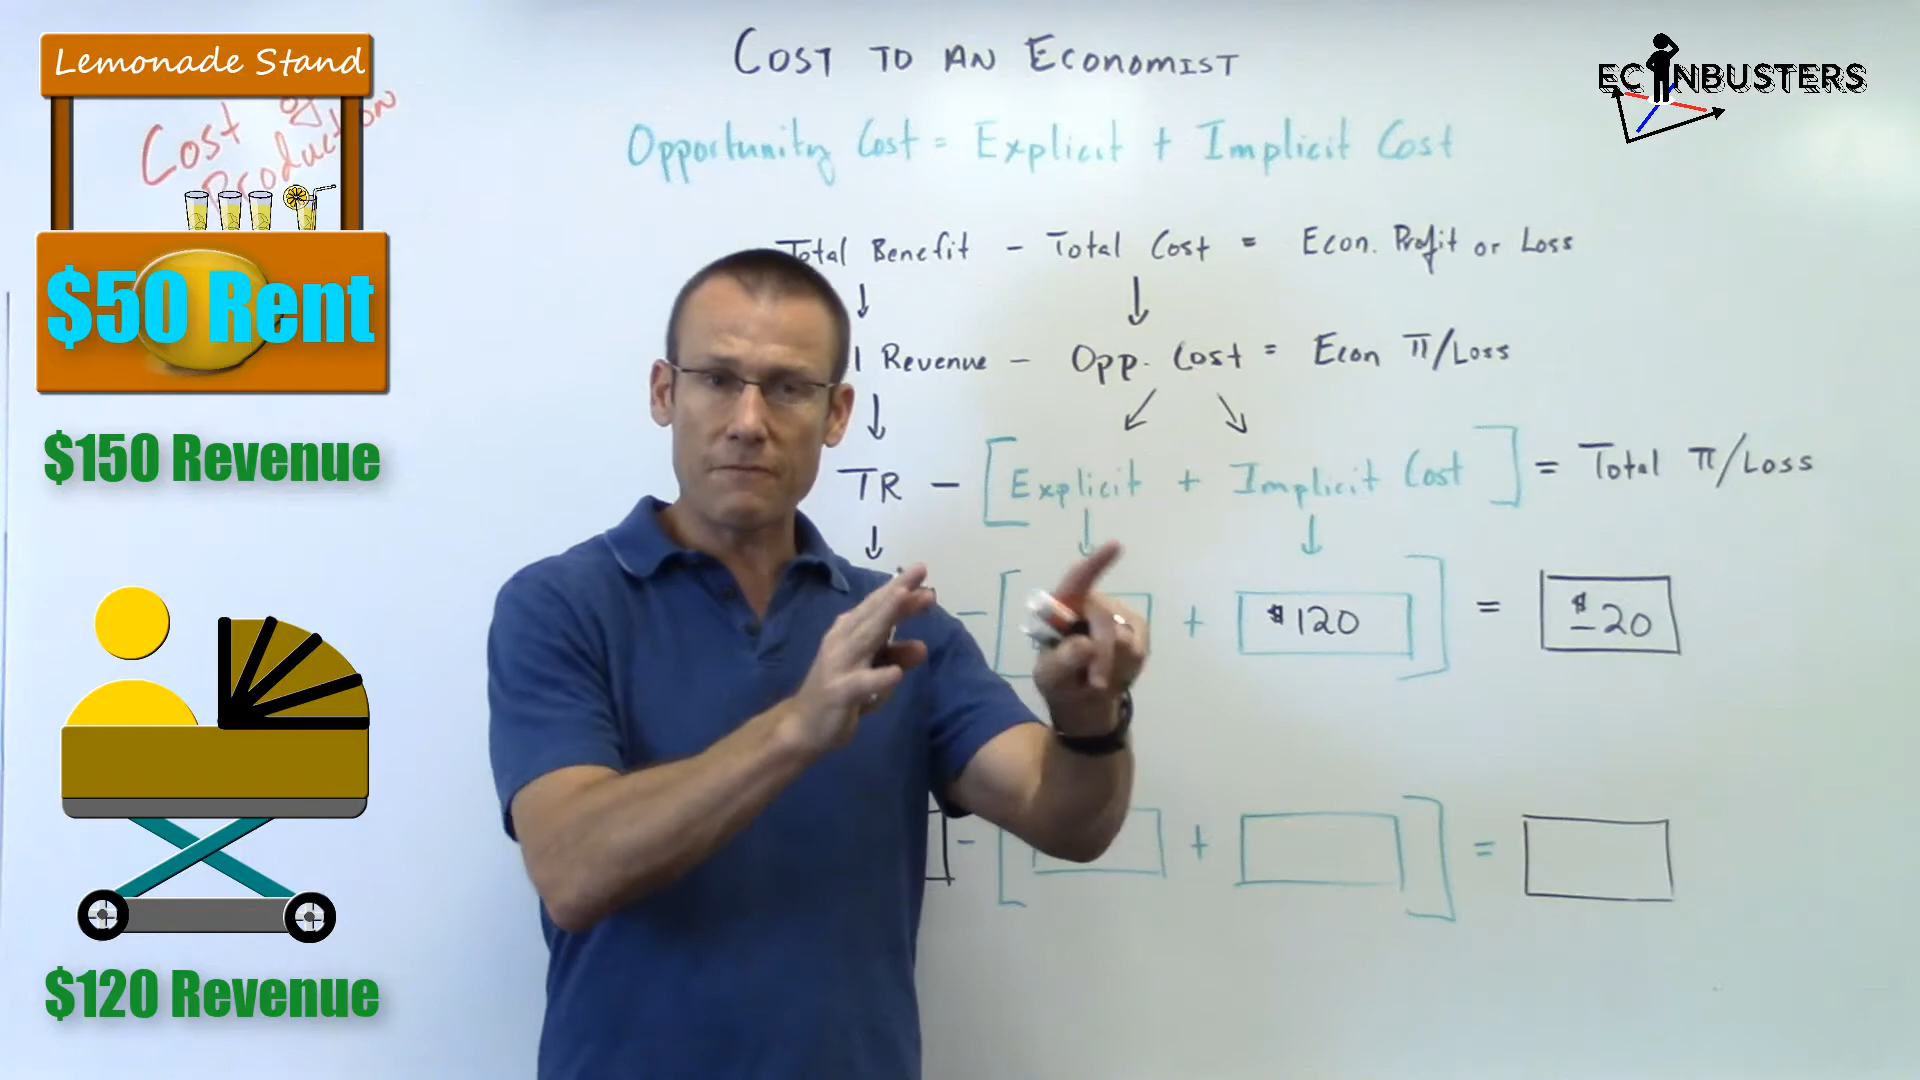 COST TO AN ECONOMIST
ECONBUSTERS
Opportunity Cost = Explicit + Implicit Cost
Total Benefit - Total Cost = Econ. Profit or Loss
Revenue - Opp. Cost = Econ π/Loss
TR - [Explicit + Implicit Cost] = Total π/Loss
- [ + $120 ] = $-20
- [ + ] =
Lemonade Stand
Cost of
Production
$50 Rent
$150 Revenue
$120 Revenue